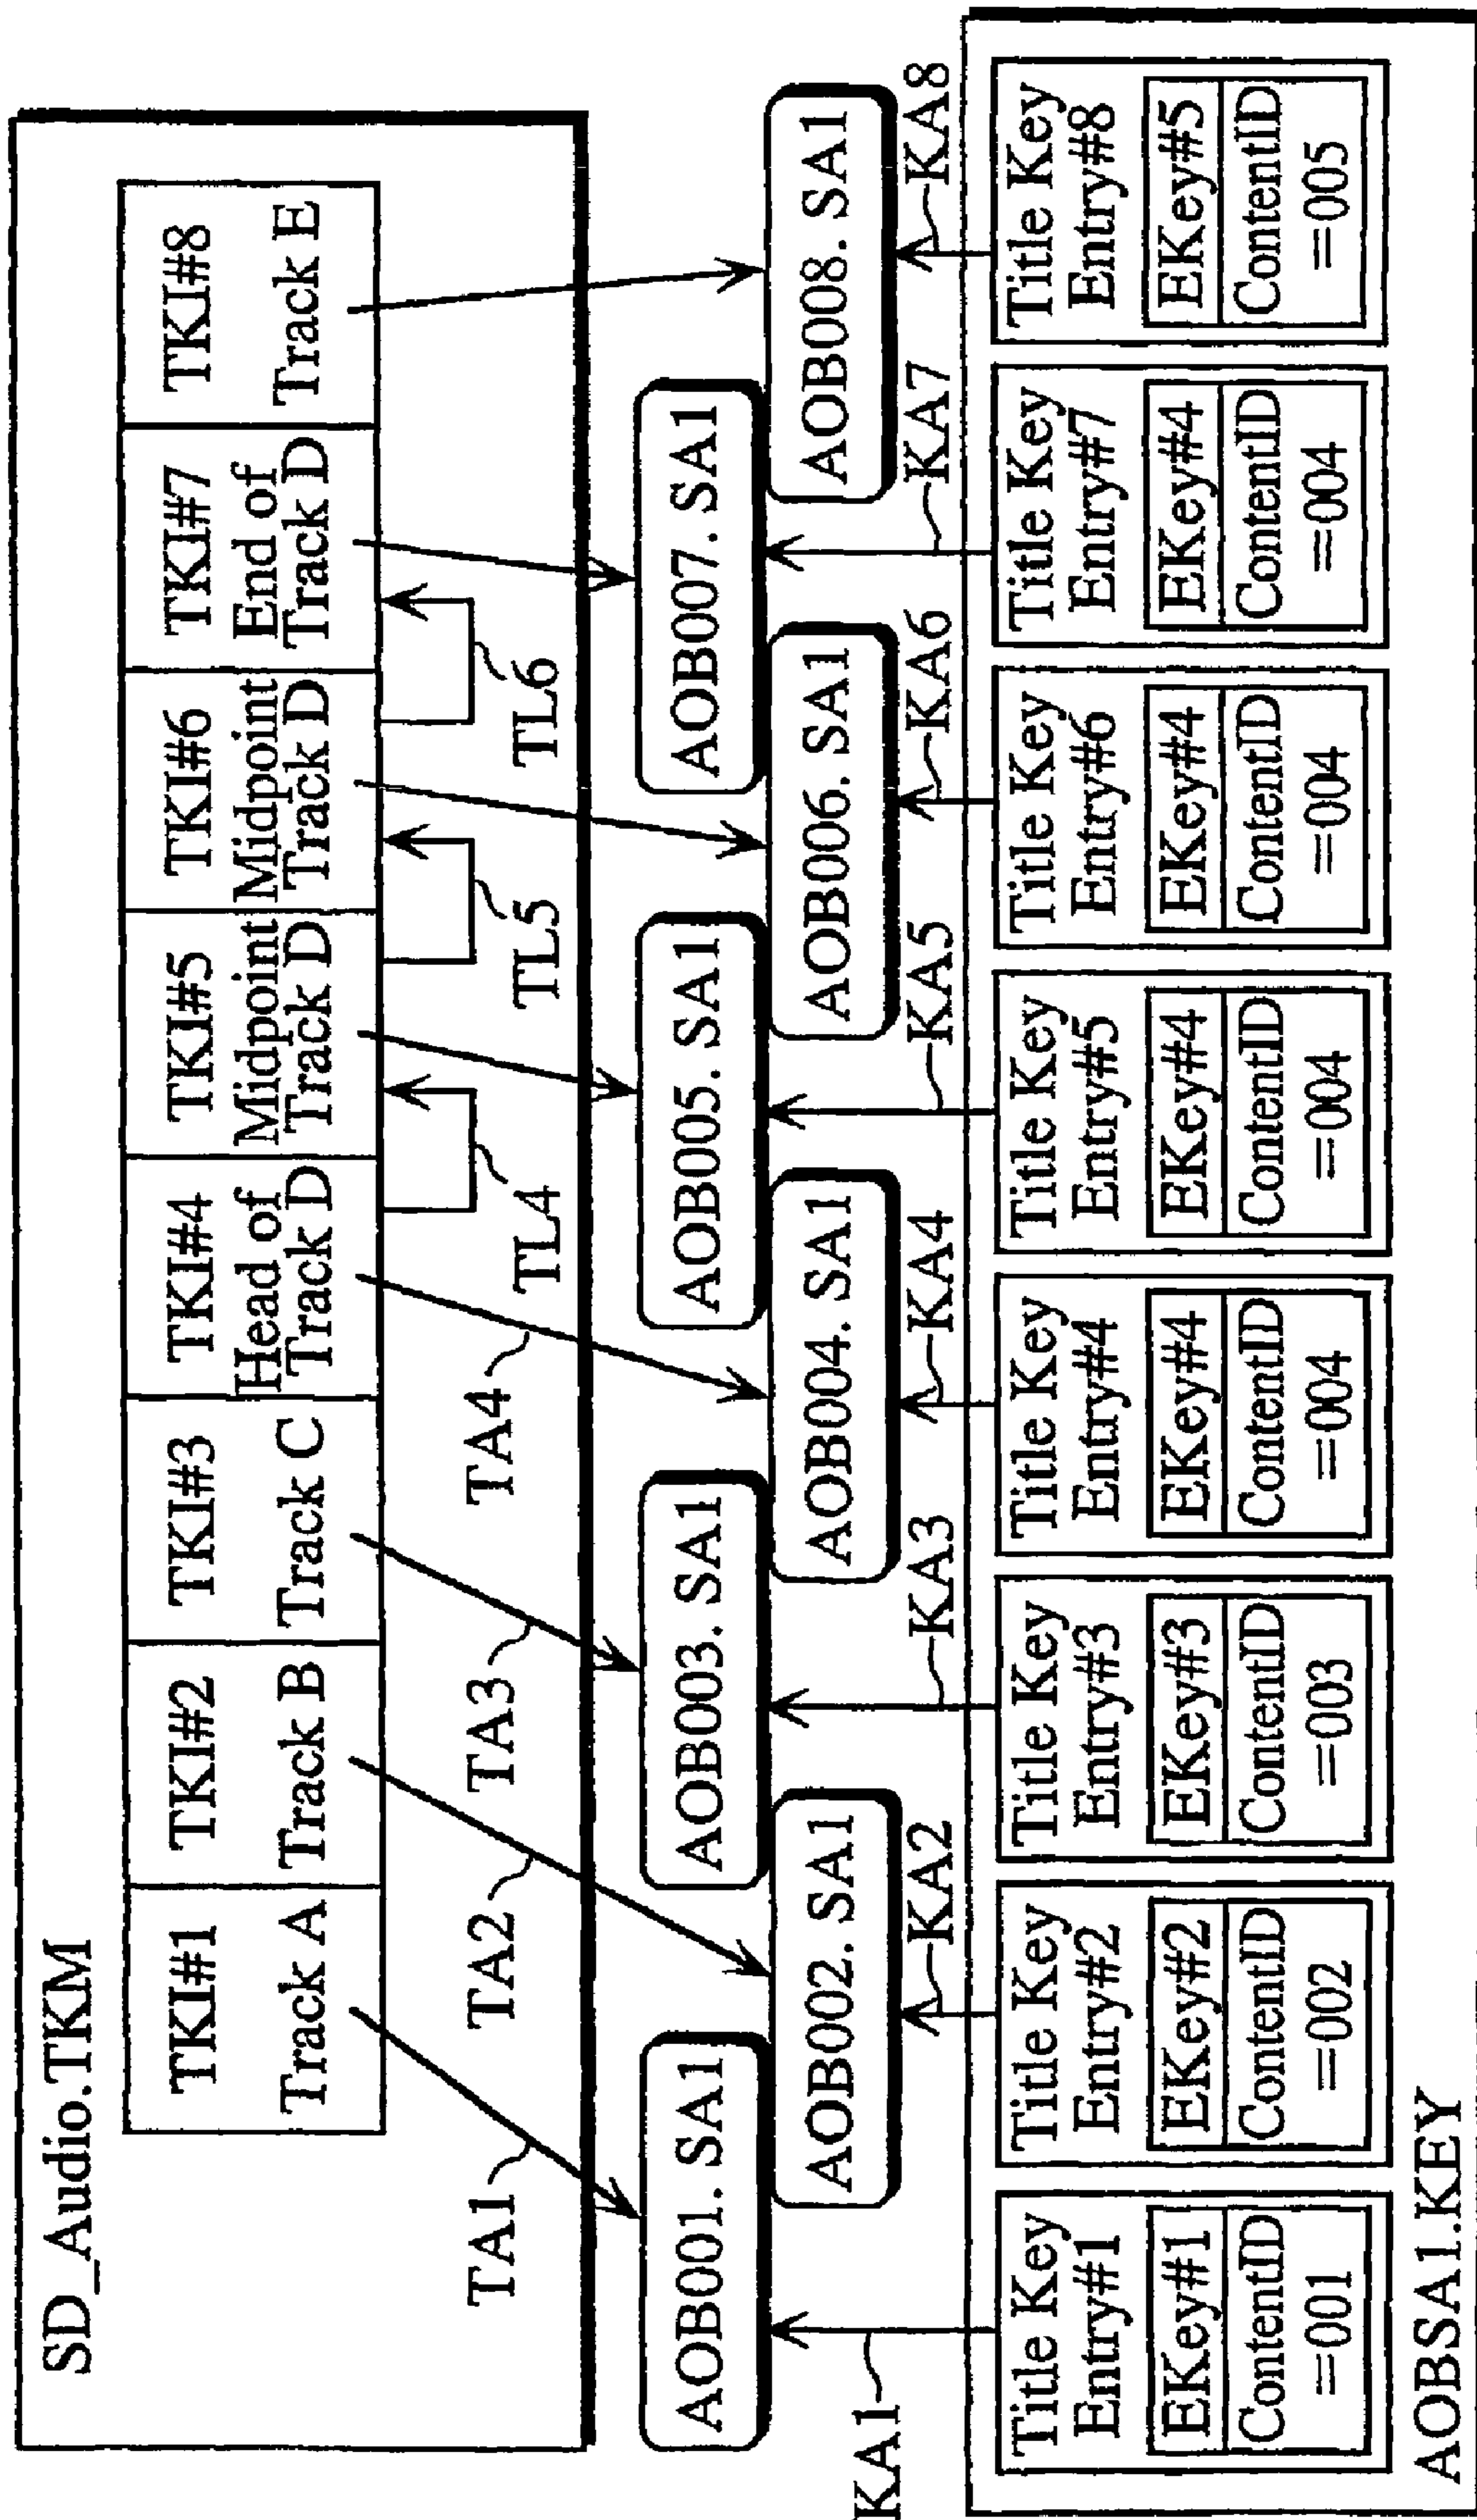 SD_Audio.TKM
TKI#1
Track A
TKI#2
Track B
TKI#3
Track C
TKI#4
Head of
Track D
TKI#5
Midpoint
Track D
TKI#6
Midpoint
Track D
TKI#7
End of
Track D
TKI#8
Track E
TA1
TA2
TA3
TA4
TL4
TL5
TL6
AOB001. SA1
AOB002. SA1
AOB003. SA1
AOB004. SA1
AOB005. SA1
AOB006. SA1
AOB007. SA1
AOB008. SA1
KA1
KA2
KA3
KA4
KA5
KA6
KA7
KA8
Title Key
Entry#1
EKey#1
ContentID
=001
Title Key
Entry#2
EKey#2
ContentID
=002
Title Key
Entry#3
EKey#3
ContentID
=003
Title Key
Entry#4
EKey#4
ContentID
=004
Title Key
Entry#5
EKey#4
ContentID
=004
Title Key
Entry#6
EKey#4
ContentID
=004
Title Key
Entry#7
EKey#4
ContentID
=004
Title Key
Entry#8
EKey#5
ContentID
=005
AOBSA1.KEY